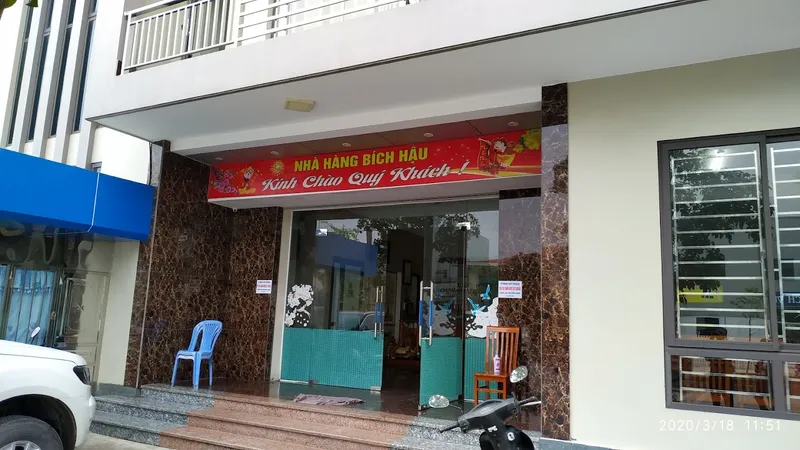 NHÀ HÀNG BÍCH HẬU
Kính Chào Quý Khách !
2020/3/18 11:51